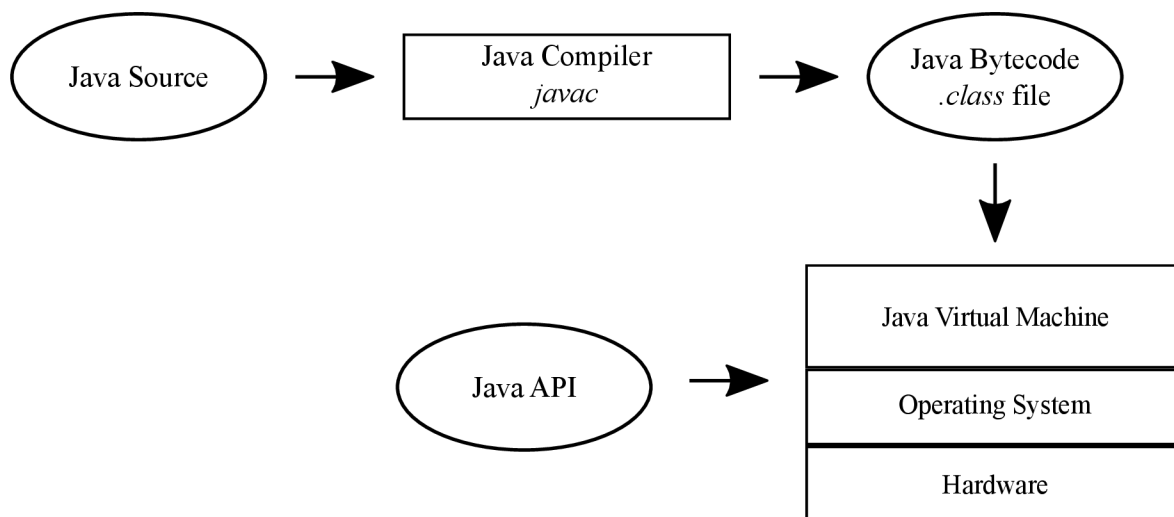 Java Source
Java Compiler
javac
Java Bytecode
.class file
Java Virtual Machine
Java API
Operating System
Hardware